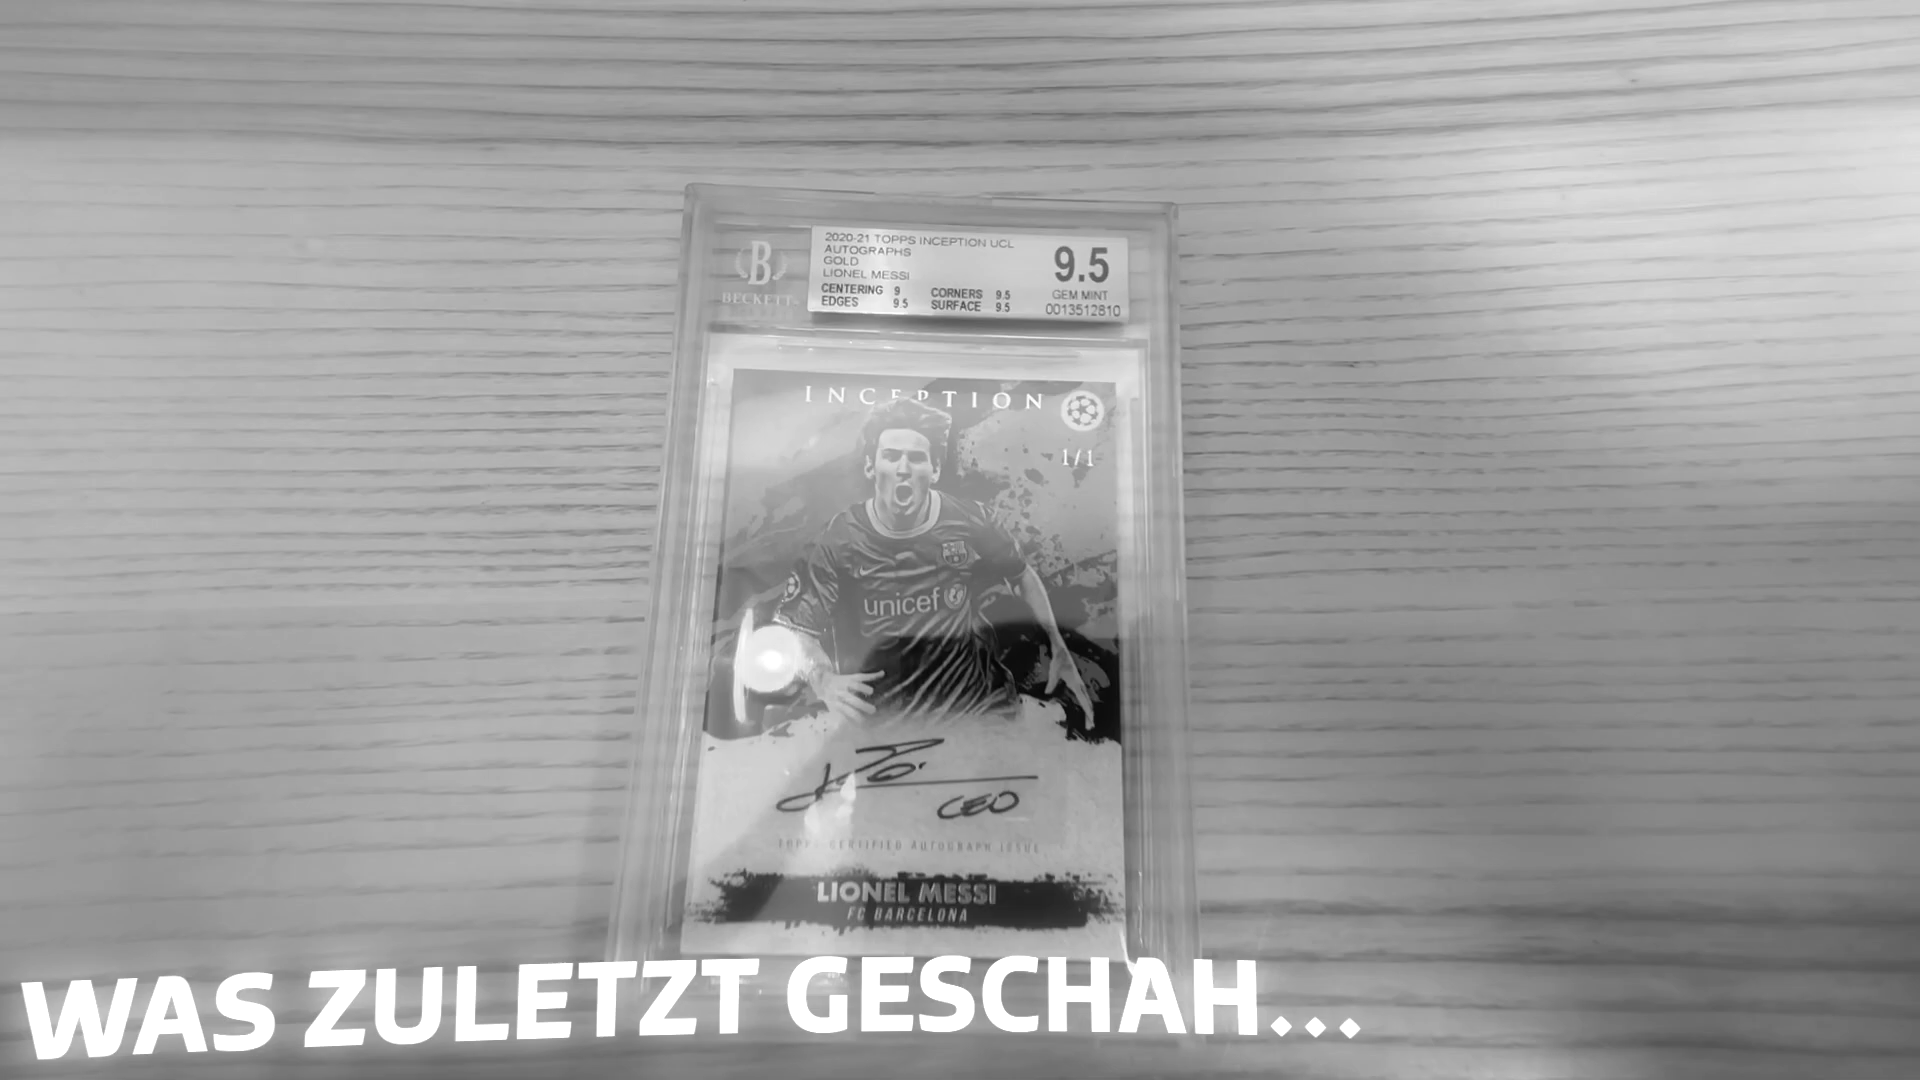 BECKETT
2020-21 TOPPS INCEPTION UCL
AUTOGRAPHS
GOLD
LIONEL MESSI
CENTERING 9 CORNERS 9.5
EDGES 9.5 SURFACE 9.5
9.5
GEM MINT
0013512810
INCEPTION
1/1
unicef
CEO
TOPPS CERTIFIED AUTOGRAPH ISSUE
LIONEL MESSI
FC BARCELONA
WAS ZULETZT GESCHAH...